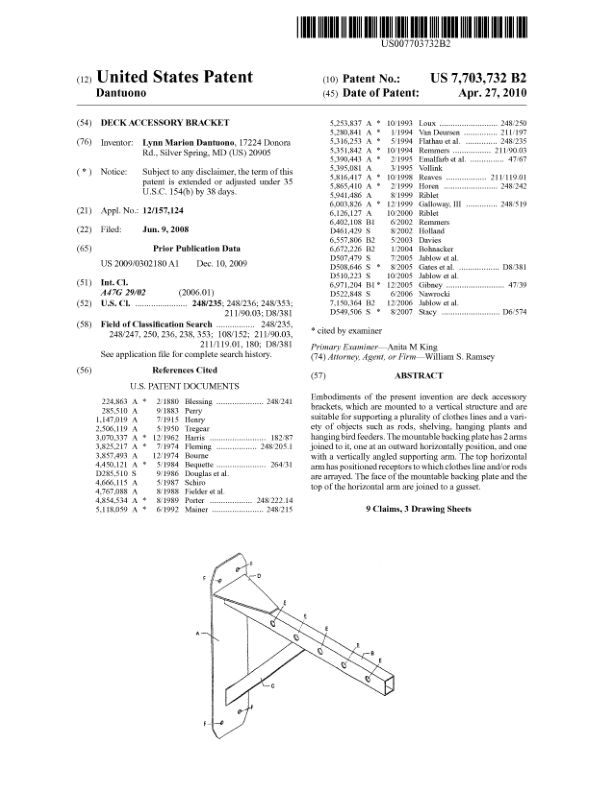 US007703732B2
(12) United States Patent
Dantuono
(10) Patent No.: US 7,703,732 B2
(45) Date of Patent: Apr. 27, 2010
(54) DECK ACCESSORY BRACKET
(76) Inventor: Lynn Marion Dantuono, 17224 Donora
Rd., Silver Spring, MD (US) 20905
( * ) Notice: Subject to any disclaimer, the term of this
patent is extended or adjusted under 35
U.S.C. 154(b) by 38 days.
(21) Appl. No.: 12/157,124
(22) Filed: Jun. 9, 2008
(65) Prior Publication Data
US 2009/0302180 A1 Dec. 10, 2009
(51) Int. Cl.
A47G 29/02 (2006.01)
(52) U.S. Cl. ........................ 248/235; 248/236; 248/353;
211/90.03; D8/381
(58) Field of Classification Search .................. 248/235,
248/247, 250, 236, 238, 353; 108/152; 211/90.03,
211/119.01, 180; D8/381
See application file for complete search history.
(56) References Cited
U.S. PATENT DOCUMENTS
224,863 A * 2/1880 Blessing ........................ 248/241
285,510 A 9/1883 Perry
1,147,019 A 7/1915 Henry
2,506,119 A 5/1950 Tregear
3,070,337 A * 12/1962 Harris ........................ 182/87
3,825,217 A * 7/1974 Fleming .................... 248/205.1
3,857,493 A 12/1974 Bourne
4,450,121 A * 5/1984 Bequette ...................... 264/31
D285,510 S 9/1986 Douglas et al.
4,666,115 A 5/1987 Schiro
4,767,088 A 8/1988 Fielder et al.
4,854,534 A * 8/1989 Porter .................... 248/222.14
5,118,059 A * 6/1992 Mainer ........................ 248/215
5,253,837 A * 10/1993 Loux ........................ 248/250
5,280,841 A * 1/1994 Van Deursen ................ 211/197
5,316,253 A * 5/1994 Flathau et al. ................ 248/235
5,351,842 A * 10/1994 Remmers .................... 211/90.03
5,390,443 A * 2/1995 Emalfarb et al. ................ 47/67
5,395,081 A 3/1995 Vollink
5,816,417 A * 10/1998 Reaves .................... 211/119.01
5,865,410 A * 2/1999 Horen ........................ 248/242
5,941,486 A 8/1999 Riblet
6,003,826 A * 12/1999 Galloway, III ................ 248/519
6,126,127 A 10/2000 Riblet
6,402,108 B1 6/2002 Remmers
D461,429 S 8/2002 Holland
6,557,806 B2 5/2003 Davies
6,672,226 B2 1/2004 Bohnacker
D507,479 S 7/2005 Jablow et al.
D508,646 S * 8/2005 Gates et al. .................... D8/381
D510,223 S 10/2005 Jablow et al.
6,971,204 B1 * 12/2005 Gibney ........................ 47/39
D522,848 S 6/2006 Nawrocki
7,150,364 B2 12/2006 Jablow et al.
D549,506 S * 8/2007 Stacy ........................ D6/574
* cited by examiner
Primary Examiner—Anita M King
(74) Attorney, Agent, or Firm—William S. Ramsey
(57) ABSTRACT
Embodiments of the present invention are deck accessory
brackets, which are mounted to a vertical structure and are
suitable for supporting a plurality of clothes lines and a vari-
ety of objects such as rods, shelving, hanging plants and
hanging bird feeders. The mountable backing plate has 2 arms
joined to it, one at an outward horizontally position, and one
with a vertically angled supporting arm. The top horizontal
arm has positioned receptors to which clothes line and/or rods
are arrayed. The face of the mountable backing plate and the
top of the horizontal arm are joined to a gusset.
9 Claims, 3 Drawing Sheets
F
F
D
E
E
E
E
B
E
A
G
F
F